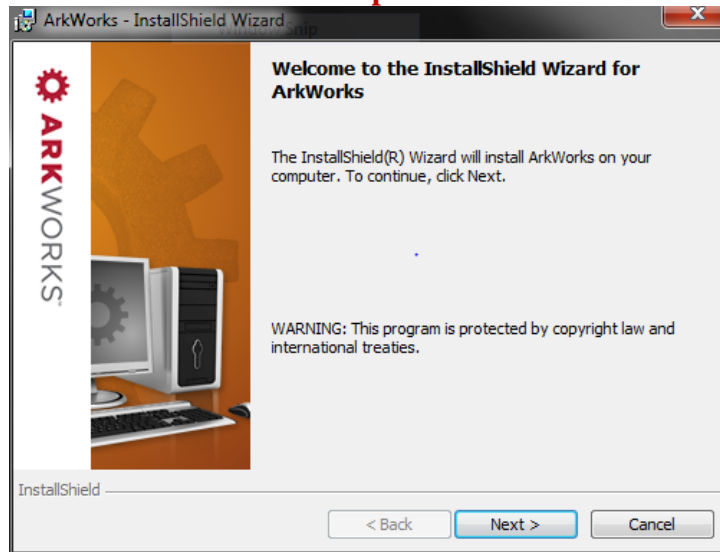 ArkWorks - InstallShield Wizard
Snip
ARKWORKS
Welcome to the InstallShield Wizard for
ArkWorks
The InstallShield(R) Wizard will install ArkWorks on your
computer. To continue, click Next.
WARNING: This program is protected by copyright law and
international treaties.
InstallShield
< Back
Next >
Cancel